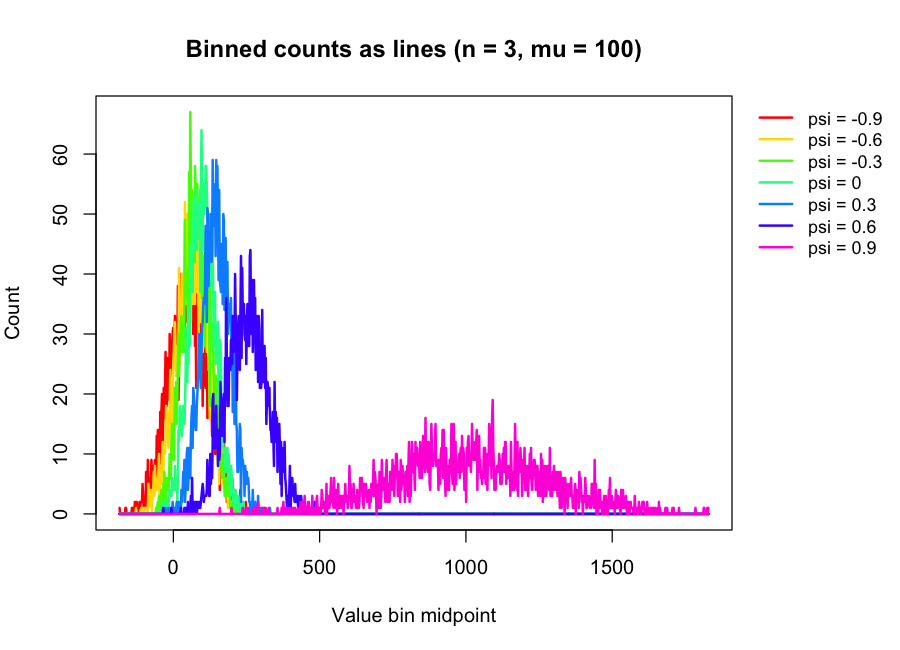 Binned counts as lines (n = 3, mu = 100)
psi = -0.9
psi = -0.6
psi = -0.3
psi = 0
psi = 0.3
psi = 0.6
psi = 0.9
Count
60
50
40
30
20
10
0
0 500 1000 1500
Value bin midpoint